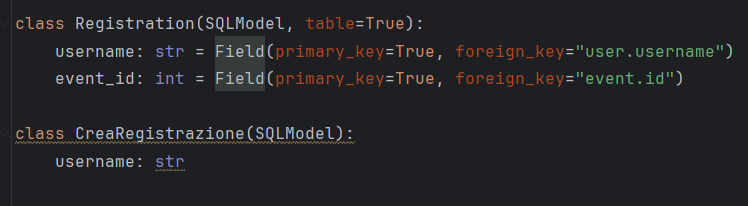 class Registration(SQLModel, table=True):
    username: str = Field(primary_key=True, foreign_key="user.username")
    event_id: int = Field(primary_key=True, foreign_key="event.id")
class CreaRegistrazione(SQLModel):
    username: str